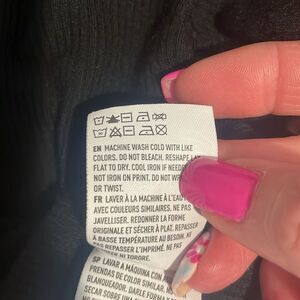 EN MACHINE WASH COLD WITH LIKE
COLORS. DO NOT BLEACH. RESHAPE
FLAT TO DRY. COOL IRON IF NEEDED
NOT IRON ON PRINT. DO NOT
OR TWIST.
FR LAVER À LA MACHINE À L'EAU
AVEC COULEURS SIMILAIRES. NE PAS
JAVELLISER. REDONNER LA FORME
ORIGINALE ET SÉCHER À PLAT. REPASSER
À BASSE TEMPÉRATURE AU BESOIN. NE
PAS REPASSER L'IMPRIMÉ. NE PAS
NI TORDRE.
SP LAVAR A MÁQUINA CON
PRENDAS DE COLOR
BLANQUEADOR. DARLE FORMA